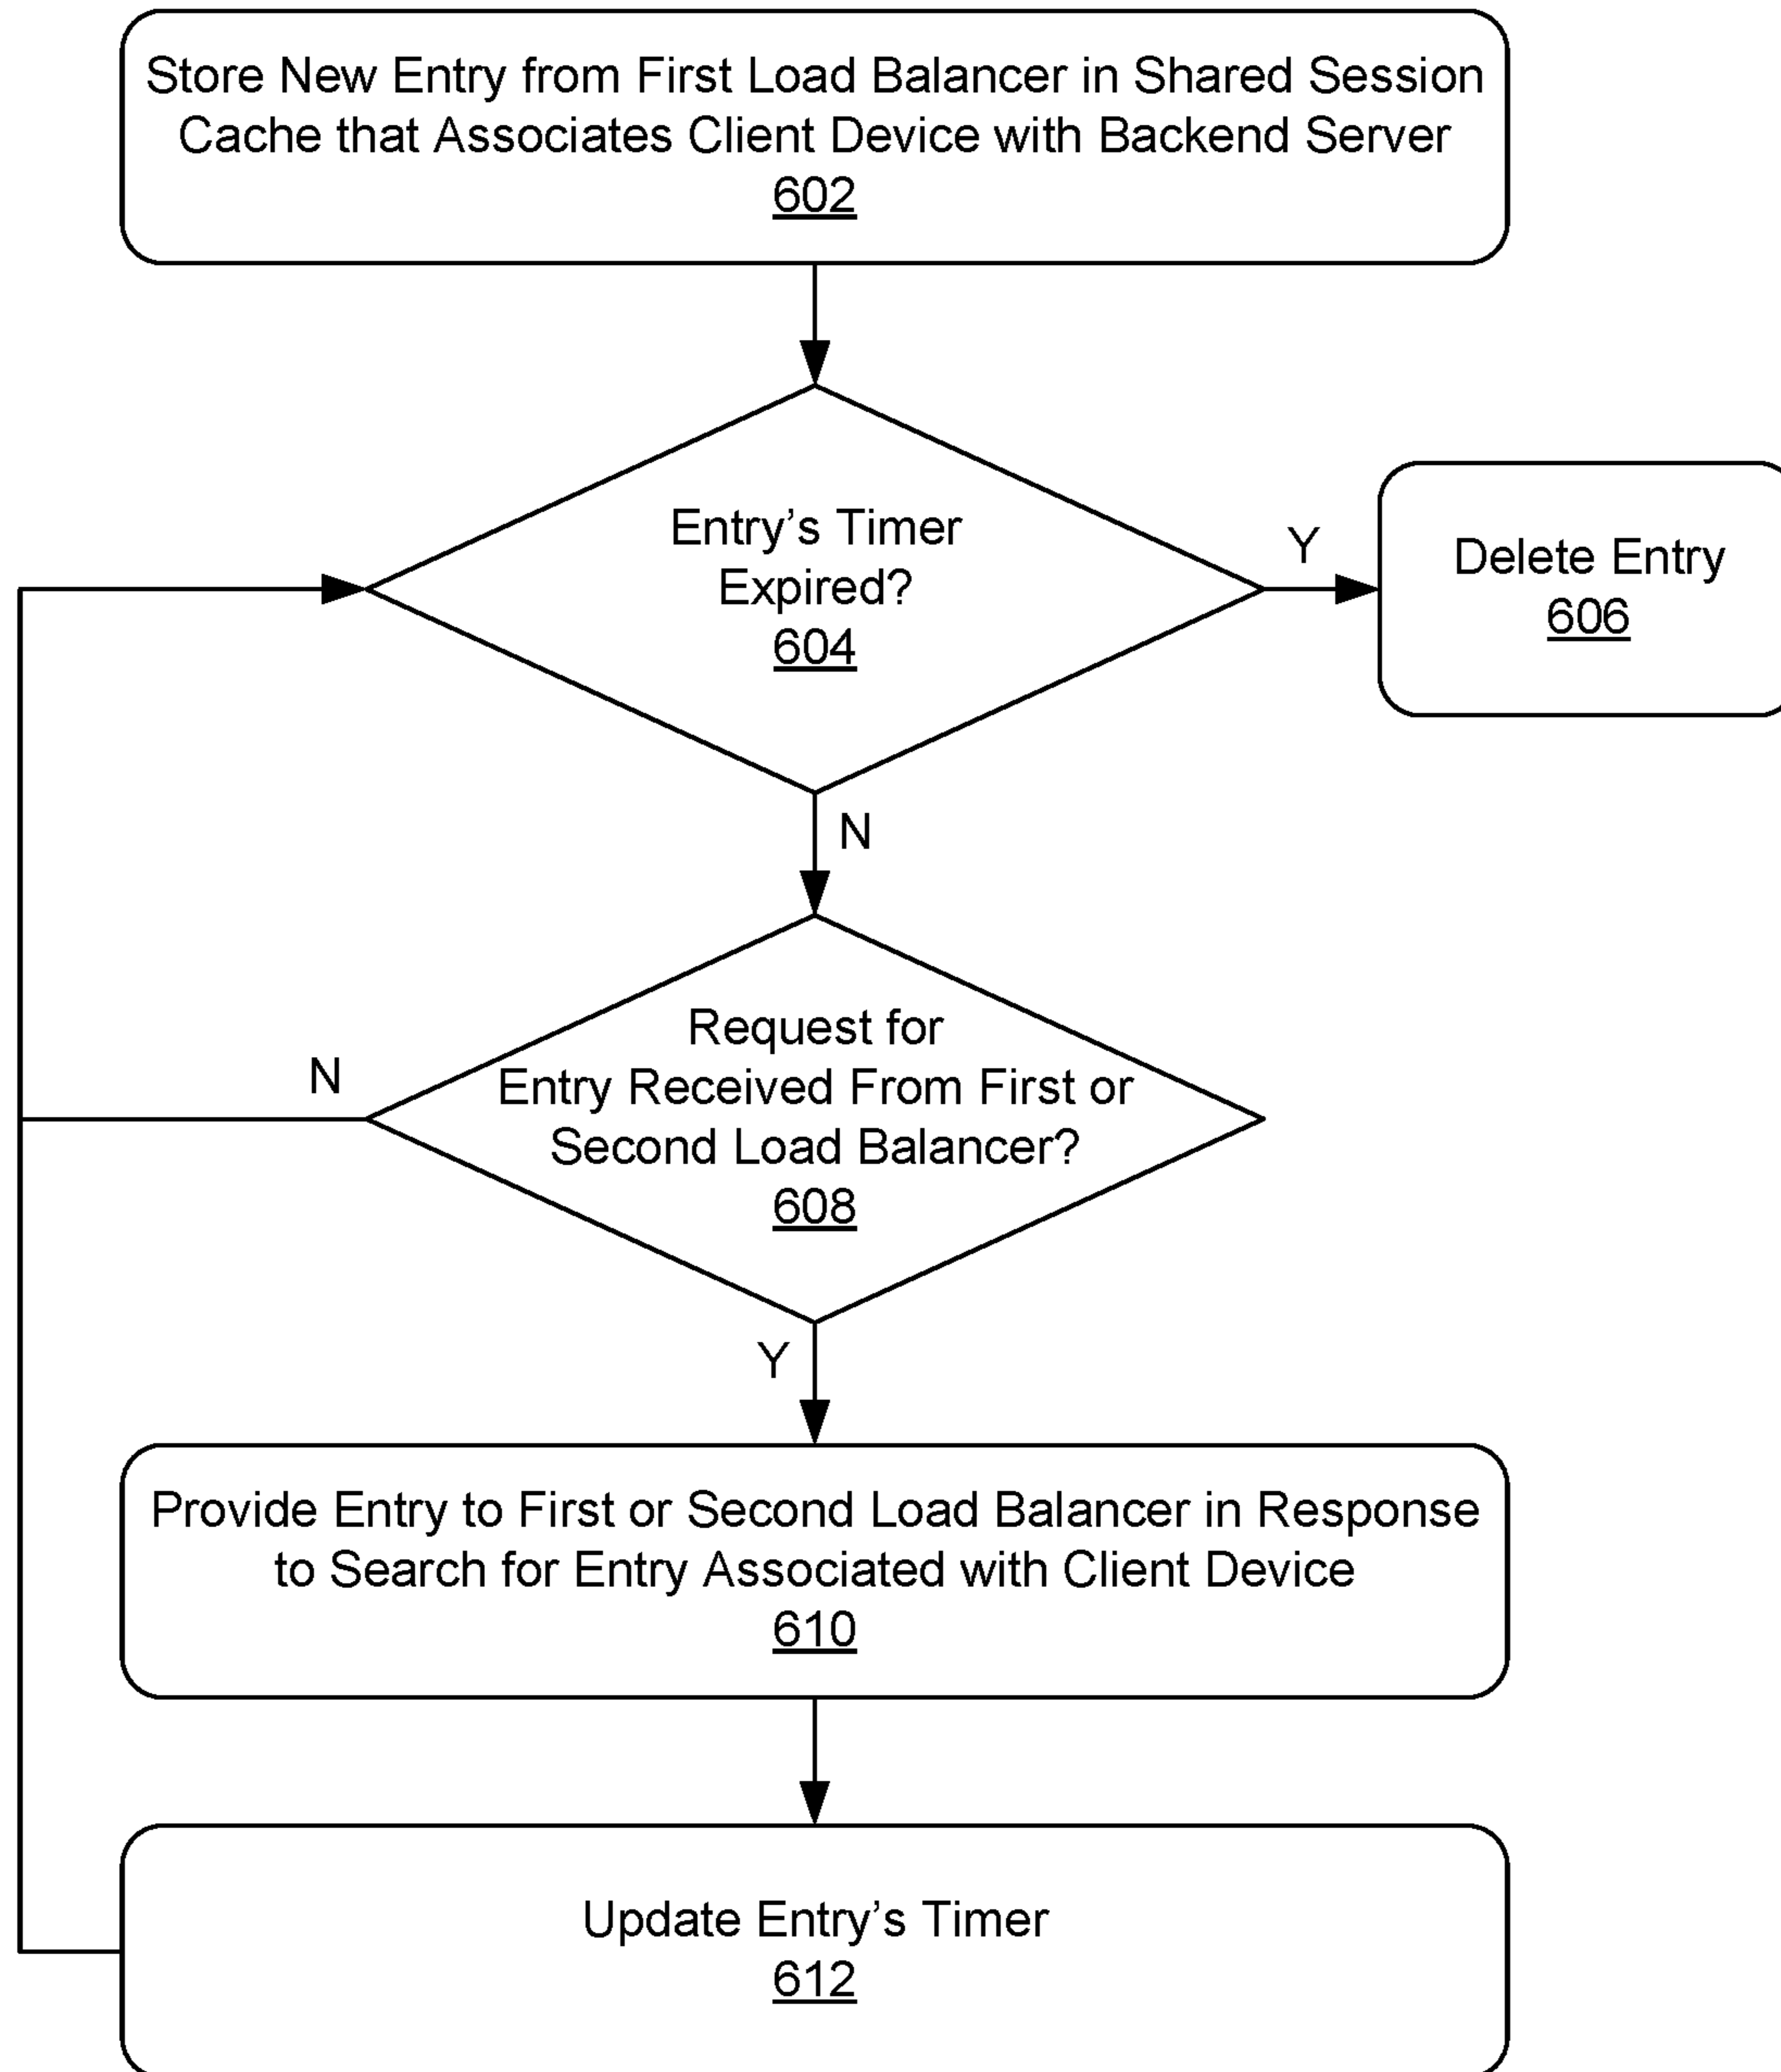 Store New Entry from First Load Balancer in Shared Session
Cache that Associates Client Device with Backend Server
602
Entry’s Timer
Expired?
604
Y
Delete Entry
606
N
Request for
Entry Received From First or
Second Load Balancer?
608
N
Y
Provide Entry to First or Second Load Balancer in Response
to Search for Entry Associated with Client Device
610
Update Entry’s Timer
612